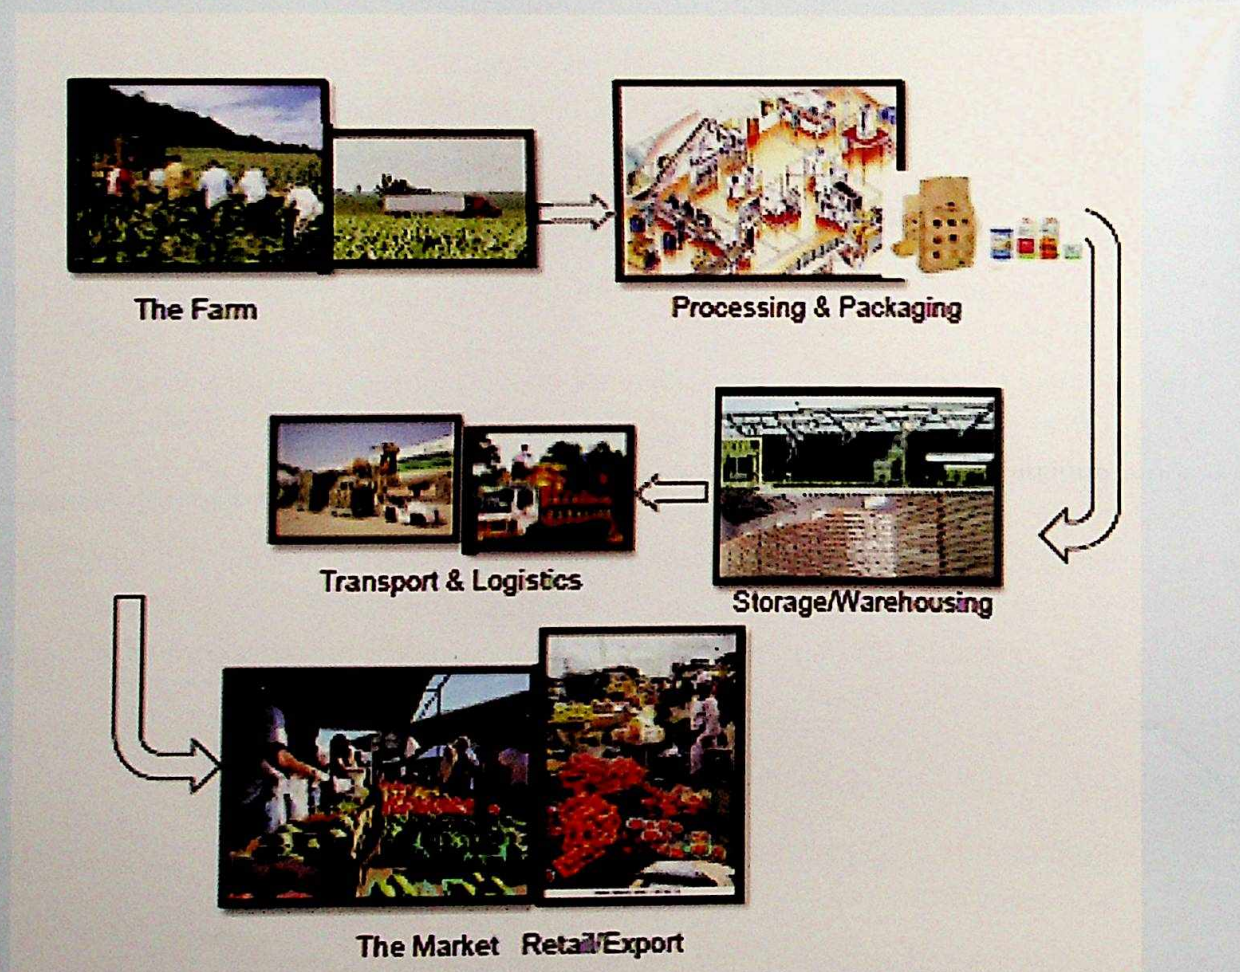 The Farm
Processing & Packaging
Transport & Logistics
Storage/Warehousing
The Market Retail/Export